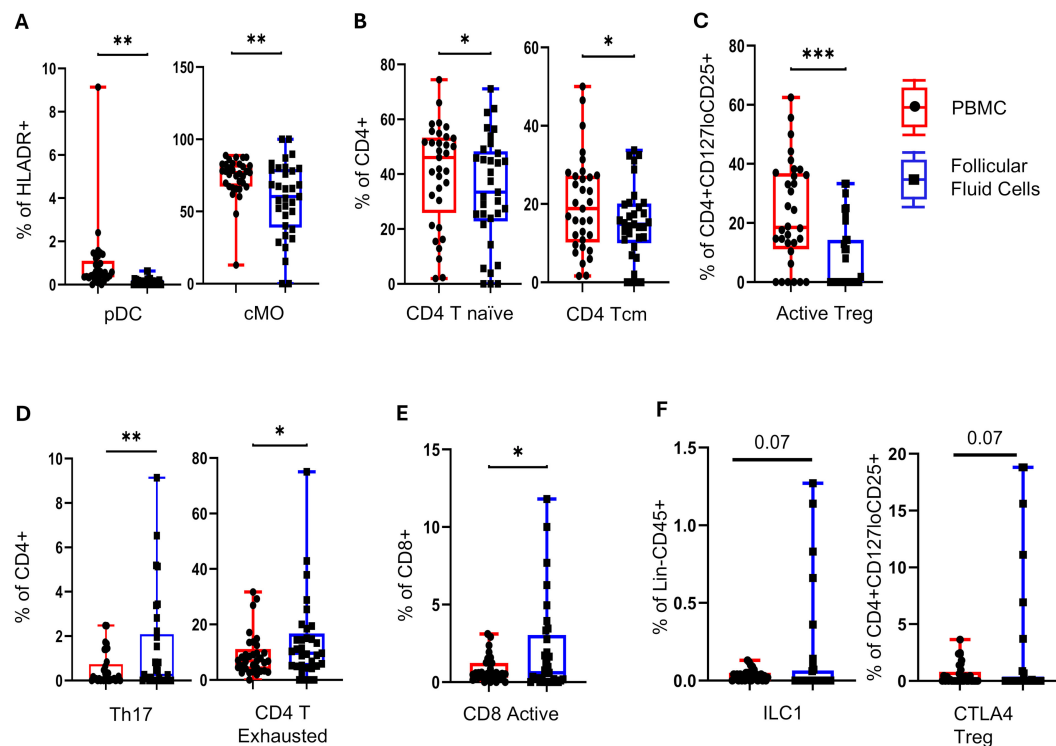 A
**
**
% of HLADR+
10
8
6
4
2
0
150
100
50
0
pDC
cMO
B
*
*
% of CD4+
100
80
60
40
20
0
60
40
20
0
CD4 T naïve
CD4 Tcm
C
***
% of CD4+CD127loCD25+
80
60
40
20
0
Active Treg
PBMC
Follicular
Fluid Cells
D
**
*
% of CD4+
10
8
6
4
2
0
80
60
40
20
0
Th17
CD4 T
Exhausted
E
*
% of CD8+
15
10
5
0
CD8 Active
F
0.07
0.07
% of Lin-CD45+
1.5
1.0
0.5
0.0
% of CD4+CD127loCD25+
20
15
10
5
0
ILC1
CTLA4
Treg